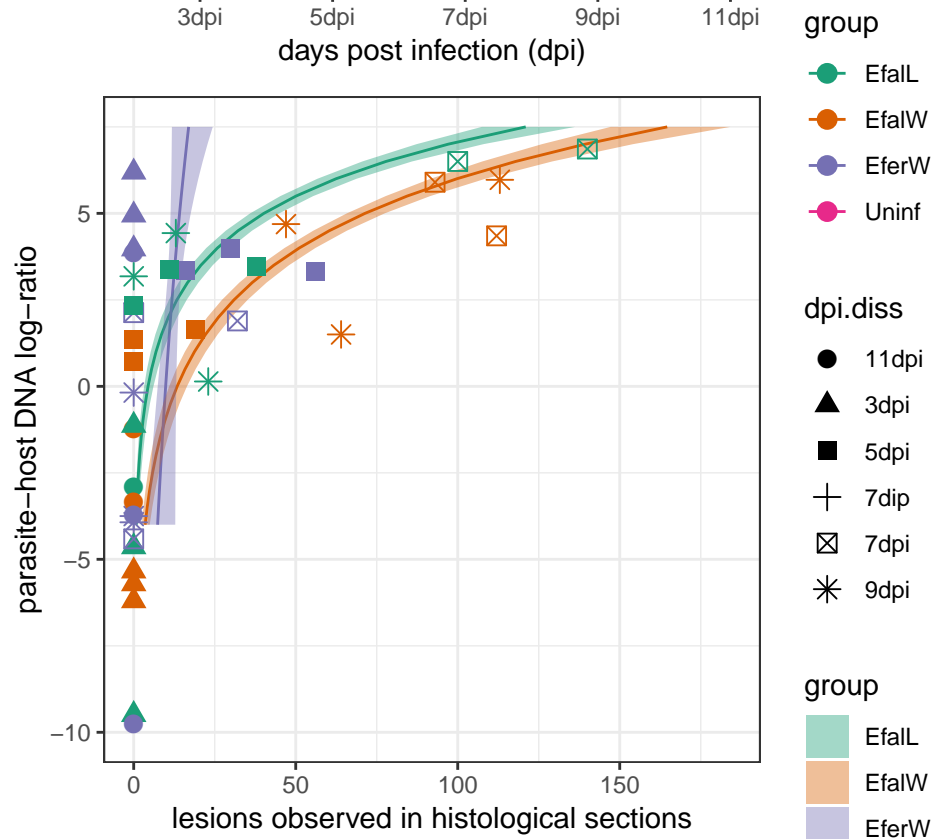 3dpi 5dpi 7dpi 9dpi 11dpi
days post infection (dpi)
group
EfalL
EfalW
EferW
Uninf
dpi.diss
11dpi
3dpi
5dpi
7dip
7dpi
9dpi
group
EfalL
EfalW
EferW
parasite−host DNA log−ratio
5
0
−5
−10
0 50 100 150
lesions observed in histological sections